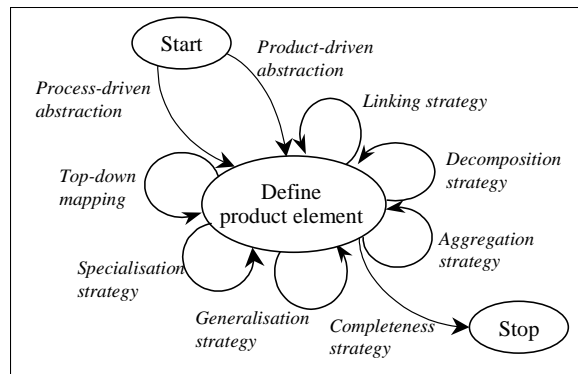 Start
Product-driven
abstraction
Process-driven
abstraction
Linking strategy
Top-down
mapping
Decomposition
strategy
Define
product element
Aggregation
strategy
Specialisation
strategy
Generalisation
strategy
Completeness
strategy
Stop